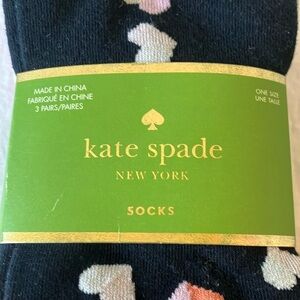 MADE IN CHINA
FABRIQUÉ EN CHINE
3 PAIRS/PAIRES
ONE SIZE
UNE TAILLE
kate spade
NEW YORK
SOCKS